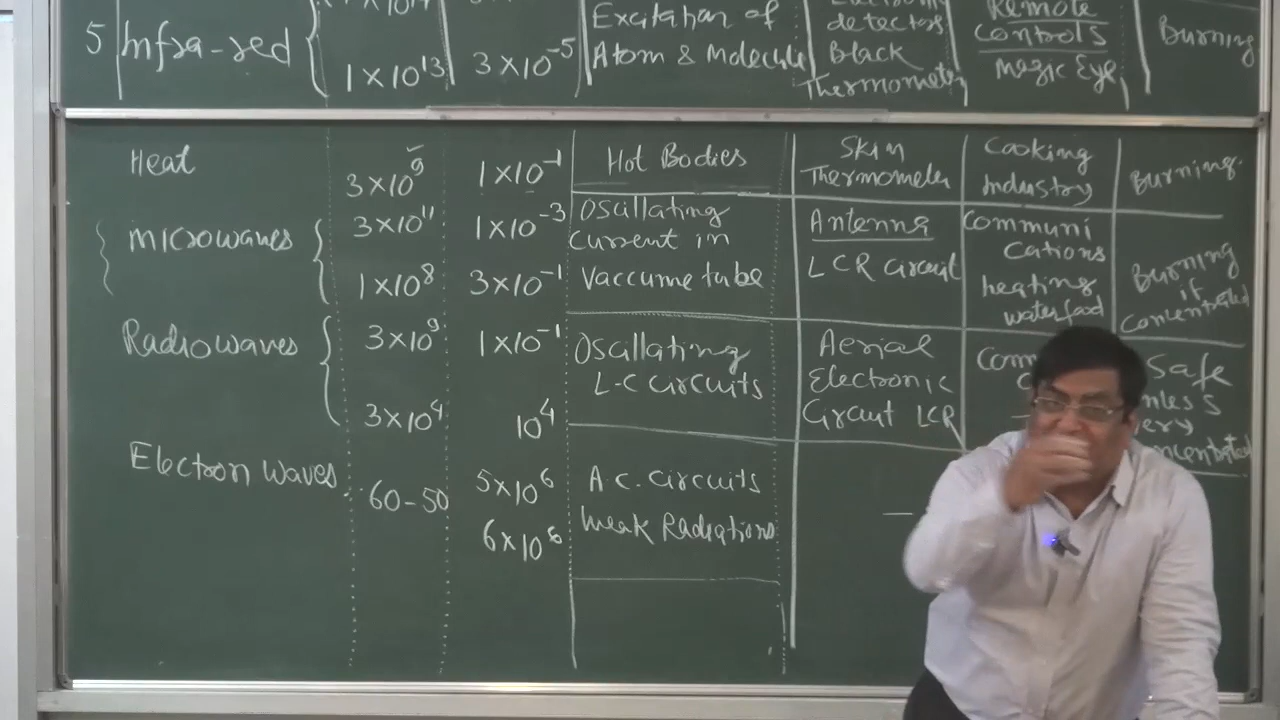 5 Infra-red
1×10¹³ 3×10⁻⁵
Excitation of
Atom & Molecule
detectors
Black
Thermometer
Remote
Controls
Magic Eye
Burning
Heat
3×10⁹ 1×10⁻¹
Hot Bodies
Skin
Thermometer
Cooking
Industry
Burning.
Microwaves
3×10¹¹ 1×10⁻³
1×10⁸ 3×10⁻¹
Oscillating
Current in
Vaccume tube
Antenna
LCR Circuit
Communi
cations
heating
Burning
if
Concentrated
Radiowaves
3×10⁹ 1×10⁻¹
3×10⁴ 10⁴
Oscillating
L-C Circuits
Aerial
Electronic
LCR
Com
Safe
Electron waves
60-50 5×10⁶
6×10⁶
A.C. Circuits
Weak Radiations